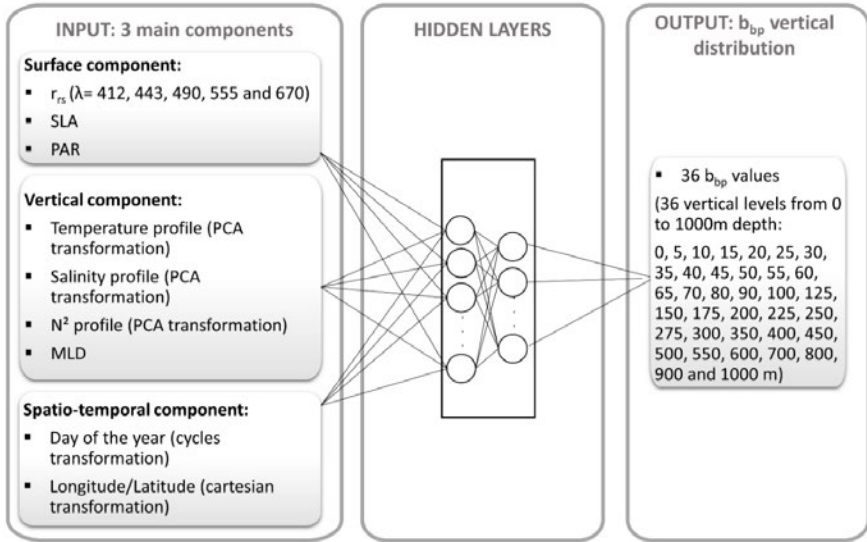 INPUT: 3 main components
Surface component:
▪ rrs (λ= 412, 443, 490, 555 and 670)
▪ SLA
▪ PAR
Vertical component:
▪ Temperature profile (PCA
transformation)
▪ Salinity profile (PCA
transformation)
▪ N² profile (PCA transformation)
▪ MLD
Spatio-temporal component:
▪ Day of the year (cycles
transformation)
▪ Longitude/Latitude (cartesian
transformation)
HIDDEN LAYERS
OUTPUT: bbp vertical
distribution
▪ 36 bbp values
(36 vertical levels from 0
to 1000m depth:
0, 5, 10, 15, 20, 25, 30,
35, 40, 45, 50, 55, 60,
65, 70, 80, 90, 100, 125,
150, 175, 200, 225, 250,
275, 300, 350, 400, 450,
500, 550, 600, 700, 800,
900 and 1000 m)